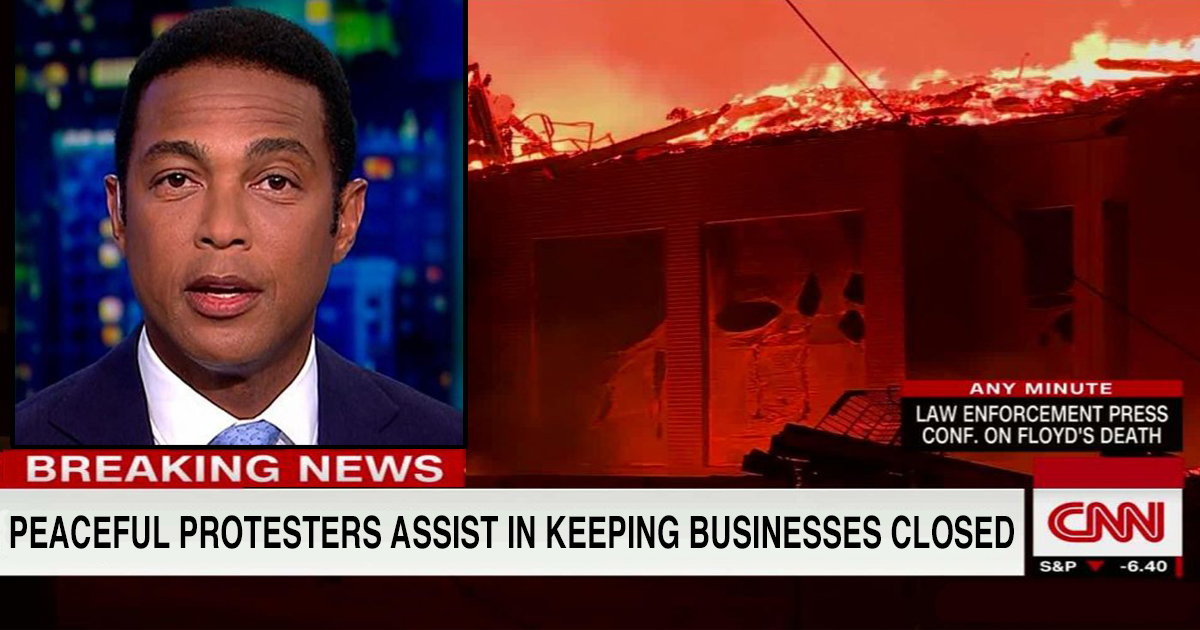 ANY MINUTE
LAW ENFORCEMENT PRESS
CONF. ON FLOYD'S DEATH
BREAKING NEWS
PEACEFUL PROTESTERS ASSIST IN KEEPING BUSINESSES CLOSED
CNN
S&P ▼ -6.40